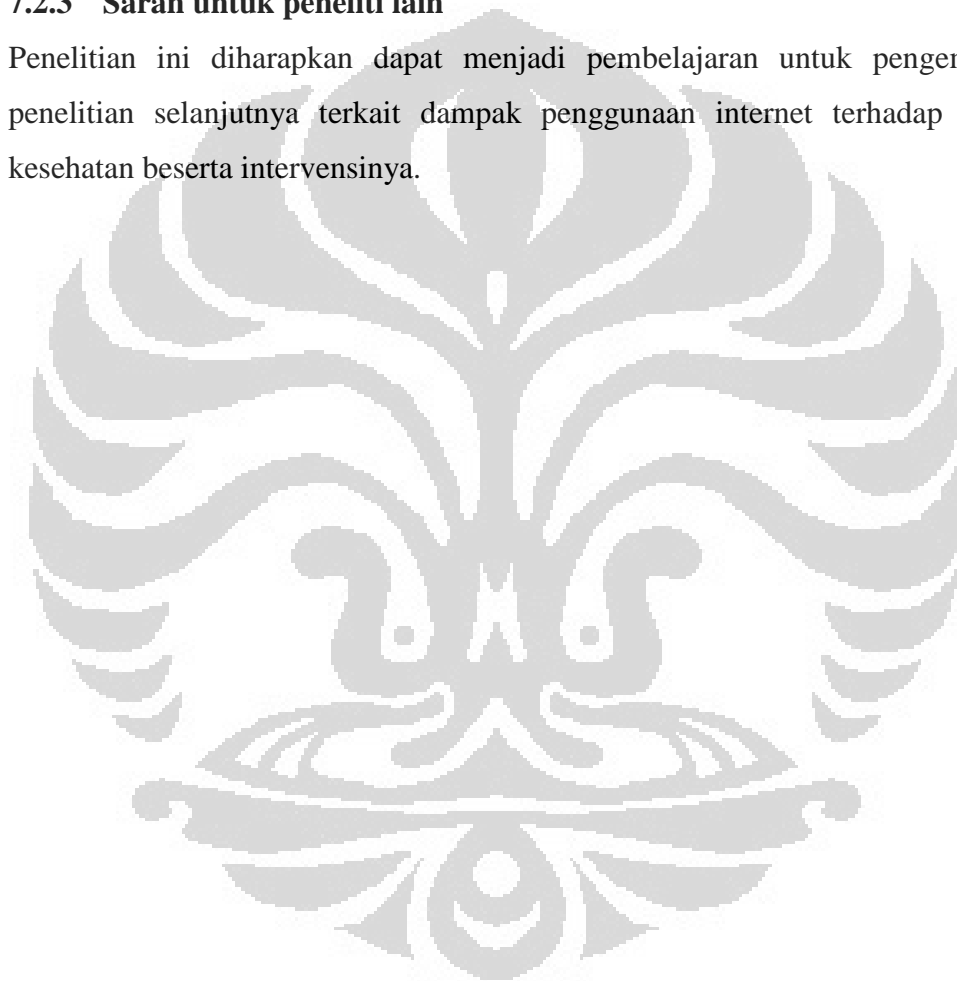 7.2.3 Saran untuk peneliti lain
Penelitian ini diharapkan dapat menjadi pembelajaran untuk
penelitian selanjutnya terkait dampak penggunaan internet terhadap
kesehatan beserta intervensinya.